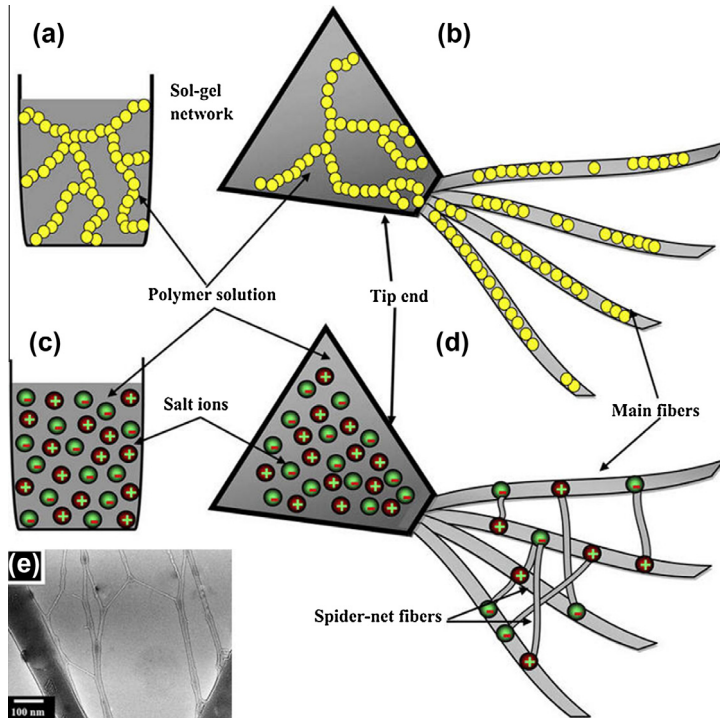 (a)
Sol-gel
network
(b)
Polymer solution
Tip end
(c)
Salt ions
(d)
Main fibers
Spider-net fibers
(e)
100 nm